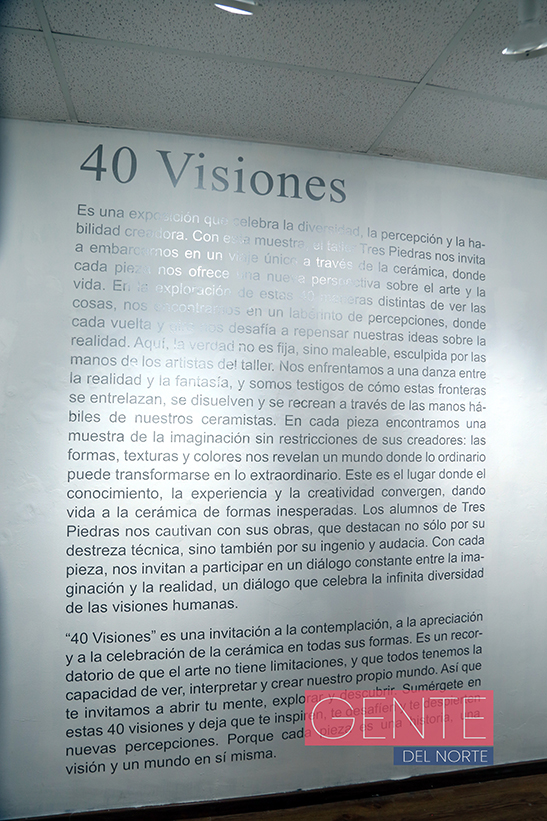 40 Visiones
Es una exposición que celebra la diversidad, la percepción y la ha-
bilidad creadora. Con esta muestra, el taller Tres Piedras nos invita
a embarcarnos en un viaje único a través de la cerámica, donde
cada pieza nos ofrece una nueva perspectiva sobre el arte y la
vida. En la exploración de estas 40 maneras distintas de ver las
cosas, nos encontramos en un laberinto de percepciones, donde
cada vuelta y desafía a repensar nuestras ideas sobre la
realidad. Aquí, la verdad no es fija, sino maleable, esculpida por las
manos de los artistas del taller. Nos enfrentamos a una danza entre
la realidad y la fantasía, y somos testigos de cómo estas fronteras
se entrelazan, se disuelven y se recrean a través de las manos há-
biles de nuestros ceramistas. En cada pieza encontramos una
muestra de la imaginación sin restricciones de sus creadores: las
formas, texturas y colores nos revelan un mundo donde lo ordinario
puede transformarse en lo extraordinario. Este es el lugar donde el
conocimiento, la experiencia y la creatividad convergen, dando
vida a la cerámica de formas inesperadas. Los alumnos de Tres
Piedras nos cautivan con sus obras, que destacan no sólo por su
destreza técnica, sino también por su ingenio y audacia. Con cada
pieza, nos invitan a participar en un diálogo constante entre la ima-
ginación y la realidad, un diálogo que celebra la infinita diversidad
de las visiones humanas.
“40 Visiones” es una invitación a la contemplación, a la apreciación
y a la celebración de la cerámica en todas sus formas. Es un recor-
datorio de que el arte no tiene limitaciones, y que todos tenemos la
capacidad de ver, interpretar y crear nuestro propio mundo. Así que
te invitamos a abrir tu mente, explorar y descubrir. Sumérgete en
estas 40 visiones y deja que te inspiren, te desafíen y te despierten
nuevas percepciones. Porque cada pieza es una historia, una
visión y un mundo en sí misma.
GENTE
DEL NORTE